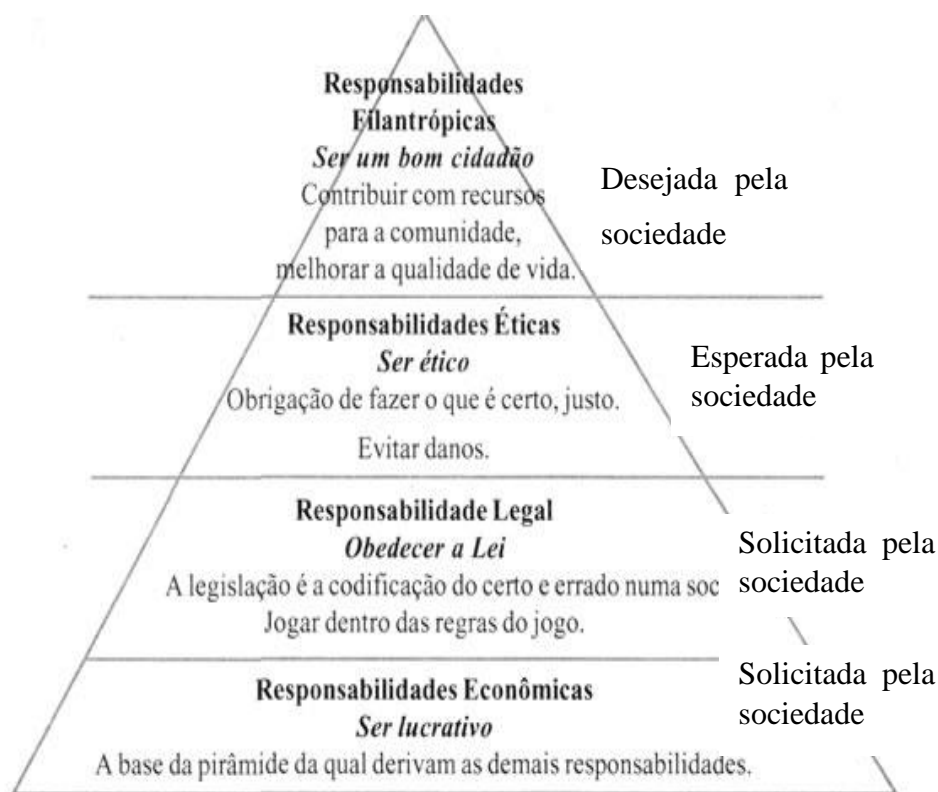 Responsabilidades
Filantrópicas
Ser um bom cidadão
Contribuir com recursos
para a comunidade,
melhorar a qualidade de vida.
Desejada pela
sociedade
Responsabilidades Éticas
Ser ético
Obrigação de fazer o que é certo, justo.
Evitar danos.
Esperada pela
sociedade
Responsabilidade Legal
Obedecer a Lei
A legislação é a codificação do certo e errado numa soc
Jogar dentro das regras do jogo.
Solicitada pela
sociedade
Responsabilidades Econômicas
Ser lucrativo
A base da pirâmide da qual derivam as demais responsabilidades.
Solicitada pela
sociedade